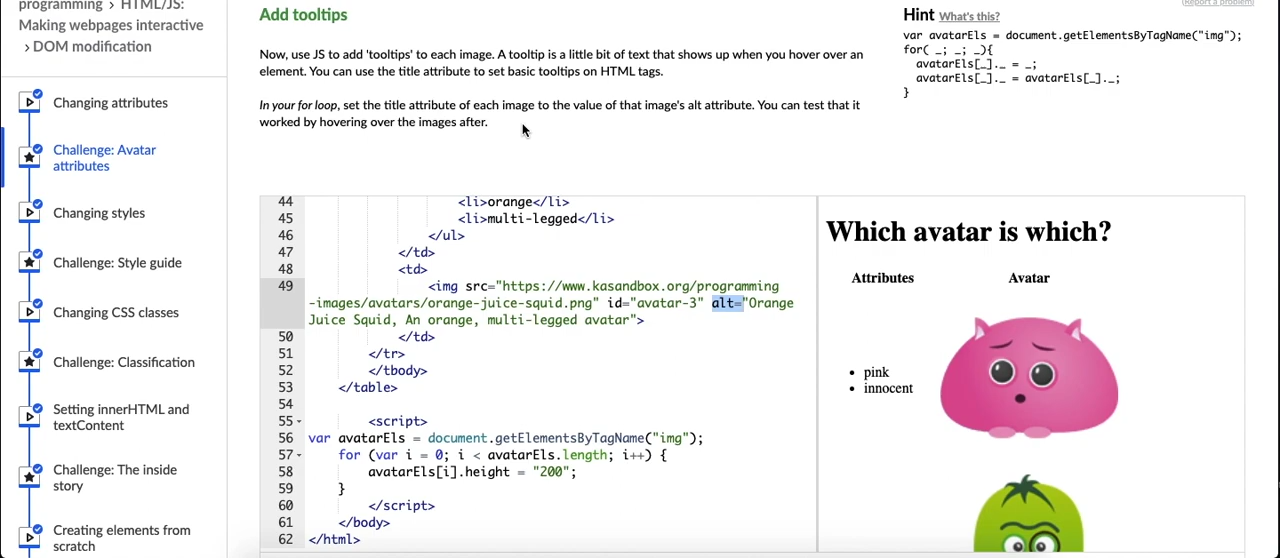 programming > HTML/JS:
Making webpages interactive
> DOM modification
Changing attributes
Challenge: Avatar
attributes
Changing styles
Challenge: Style guide
Changing CSS classes
Challenge: Classification
Setting innerHTML and
textContent
Challenge: The inside
story
Creating elements from
scratch
Add tooltips
Now, use JS to add 'tooltips' to each image. A tooltip is a little bit of text that shows up when you hover over an
element. You can use the title attribute to set basic tooltips on HTML tags.
In your for loop, set the title attribute of each image to the value of that image's alt attribute. You can test that it
worked by hovering over the images after.
(Report a problem)
Hint What's this?
var avatarEls = document.getElementsByTagName("img");
for( _; _; _){
avatarEls[_]._ = _;
avatarEls[_]._ = avatarEls[_]._;
}
44 <li>orange</li>
45 <li>multi-legged</li>
46 </ul>
47 </td>
48 <td>
49 <img src="https://www.kasandbox.org/programming
-images/avatars/orange-juice-squid.png" id="avatar-3" alt="Orange
Juice Squid, An orange, multi-legged avatar">
50 </td>
51 </tr>
52 </tbody>
53 </table>
54
55 <script>
56 var avatarEls = document.getElementsByTagName("img");
57 for (var i = 0; i < avatarEls.length; i++) {
58 avatarEls[i].height = "200";
59 }
60 </script>
61 </body>
62 </html>
Which avatar is which?
Attributes Avatar
• pink
• innocent